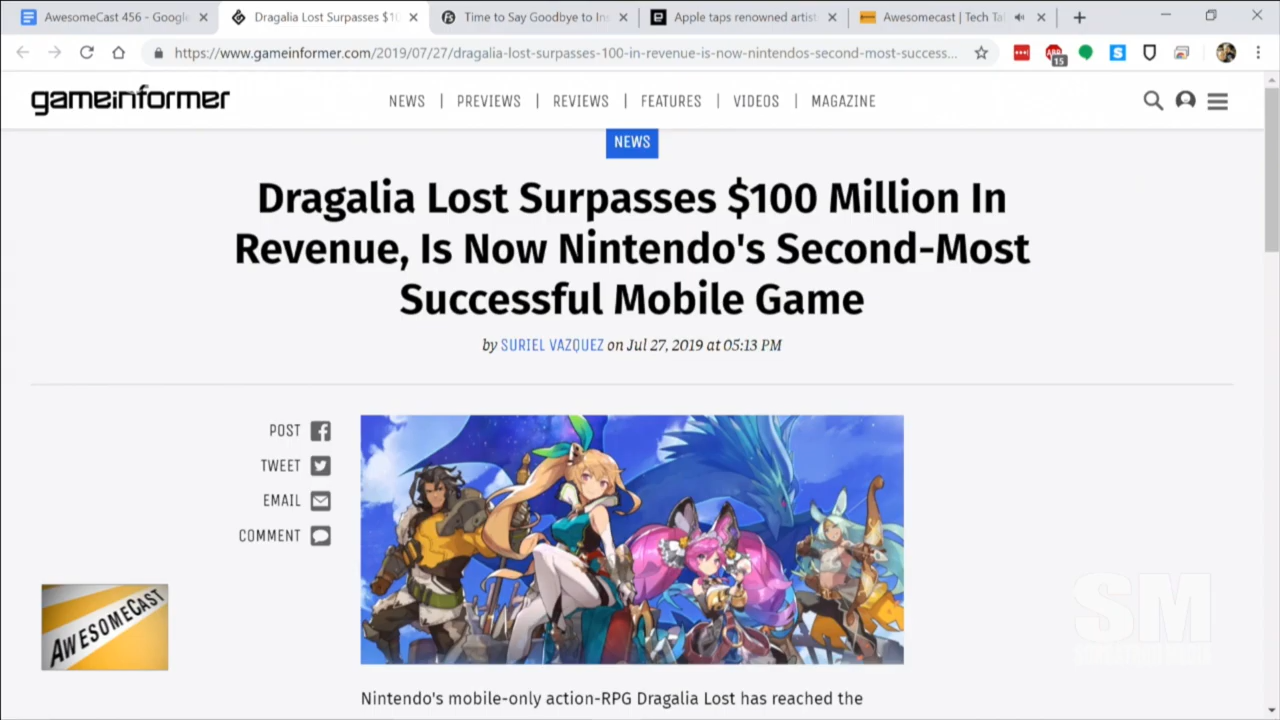 AwesomeCast 456 - Google
Dragalia Lost Surpasses $10
Time to Say Goodbye to In
Apple taps renowned artist
Awesomecast | Tech Ta
https://www.gameinformer.com/2019/07/27/dragalia-lost-surpasses-100-in-revenue-is-now-nintendos-second-most-success...
15
gameinformer
NEWS | PREVIEWS | REVIEWS | FEATURES | VIDEOS | MAGAZINE
NEWS
Dragalia Lost Surpasses $100 Million In
Revenue, Is Now Nintendo's Second-Most
Successful Mobile Game
by SURIEL VAZQUEZ on Jul 27, 2019 at 05:13 PM
POST
TWEET
EMAIL
COMMENT
AWESOMECAST
SM
Nintendo's mobile-only action-RPG Dragalia Lost has reached the